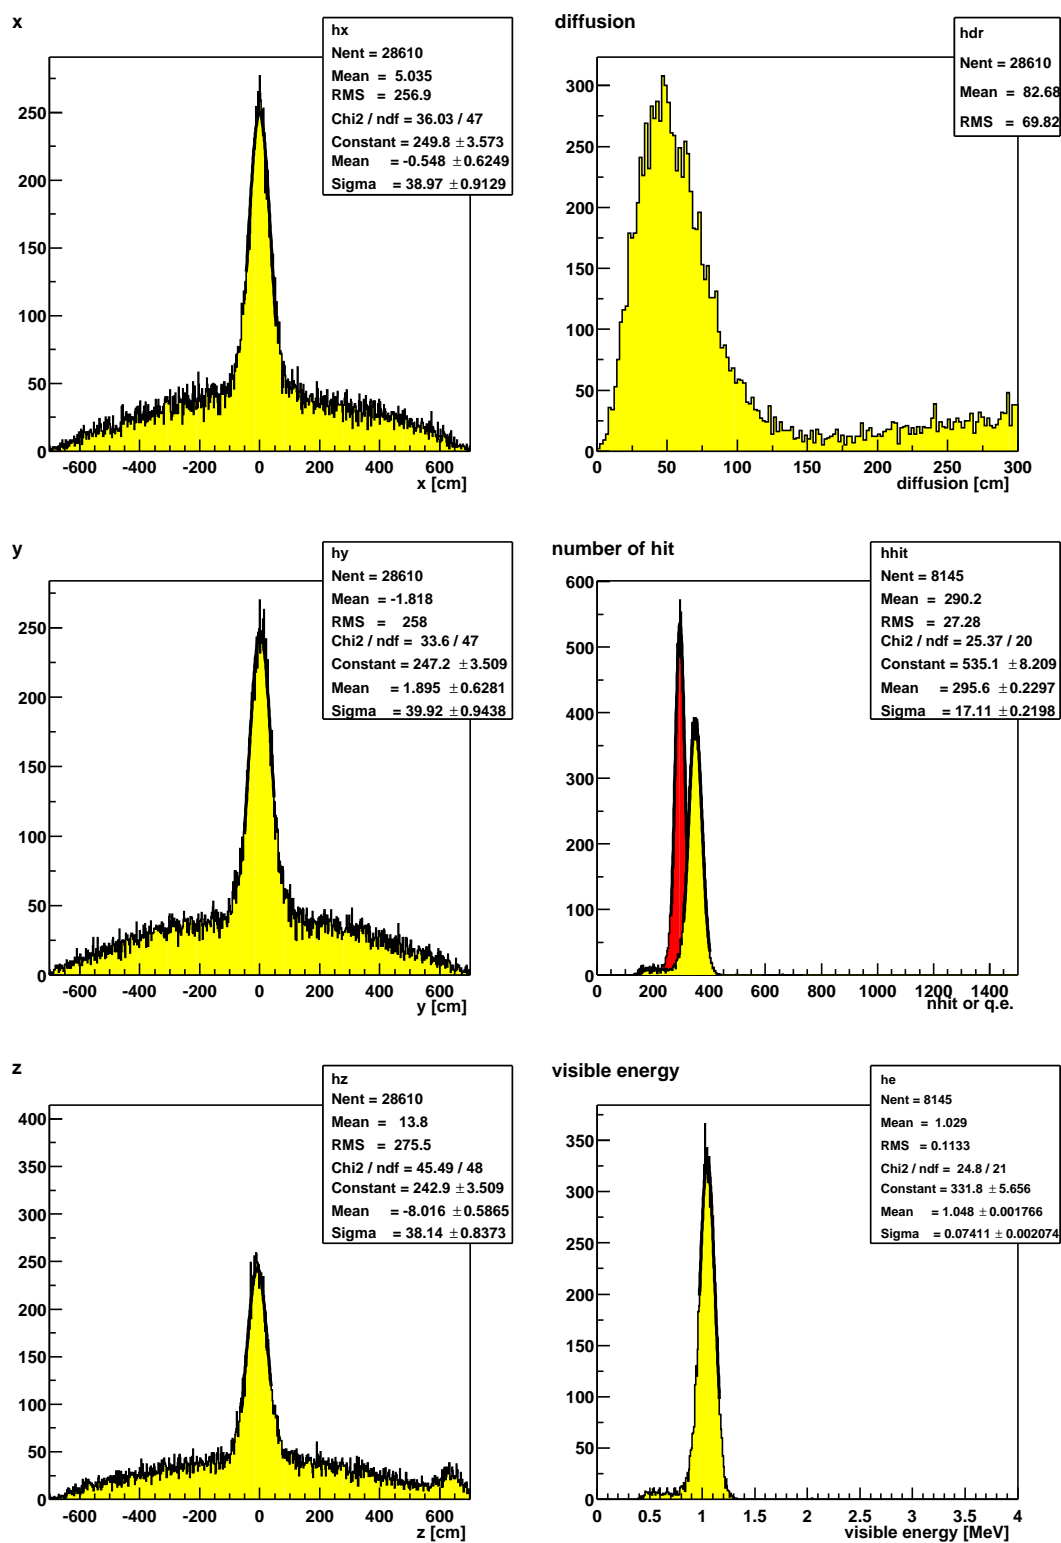 x
hx
Nent = 28610
Mean = 5.035
RMS = 256.9
Chi2 / ndf = 36.03 / 47
Constant = 249.8 ± 3.573
Mean = -0.548 ± 0.6249
Sigma = 38.97 ± 0.9129
250
200
150
100
50
0
-600 -400 -200 0 200 400 600
x [cm]
diffusion
hdr
Nent = 28610
Mean = 82.68
RMS = 69.82
300
250
200
150
100
50
0
0 50 100 150 200 250 300
diffusion [cm]
y
hy
Nent = 28610
Mean = -1.818
RMS = 258
Chi2 / ndf = 33.6 / 47
Constant = 247.2 ± 3.509
Mean = 1.895 ± 0.6281
Sigma = 39.92 ± 0.9438
250
200
150
100
50
0
-600 -400 -200 0 200 400 600
y [cm]
number of hit
hhit
Nent = 8145
Mean = 290.2
RMS = 27.28
Chi2 / ndf = 25.37 / 20
Constant = 535.1 ± 8.209
Mean = 295.6 ± 0.2297
Sigma = 17.11 ± 0.2198
600
500
400
300
200
100
0
0 200 400 600 800 1000 1200 1400
nhit or q.e.
z
hz
Nent = 28610
Mean = 13.8
RMS = 275.5
Chi2 / ndf = 45.49 / 48
Constant = 242.9 ± 3.509
Mean = -8.016 ± 0.5865
Sigma = 38.14 ± 0.8373
400
350
300
250
200
150
100
50
0
-600 -400 -200 0 200 400 600
z [cm]
visible energy
he
Nent = 8145
Mean = 1.029
RMS = 0.1133
Chi2 / ndf = 24.8 / 21
Constant = 331.8 ± 5.656
Mean = 1.048 ± 0.001766
Sigma = 0.07411 ± 0.002074
350
300
250
200
150
100
50
0
0 0.5 1 1.5 2 2.5 3 3.5 4
visible energy [MeV]